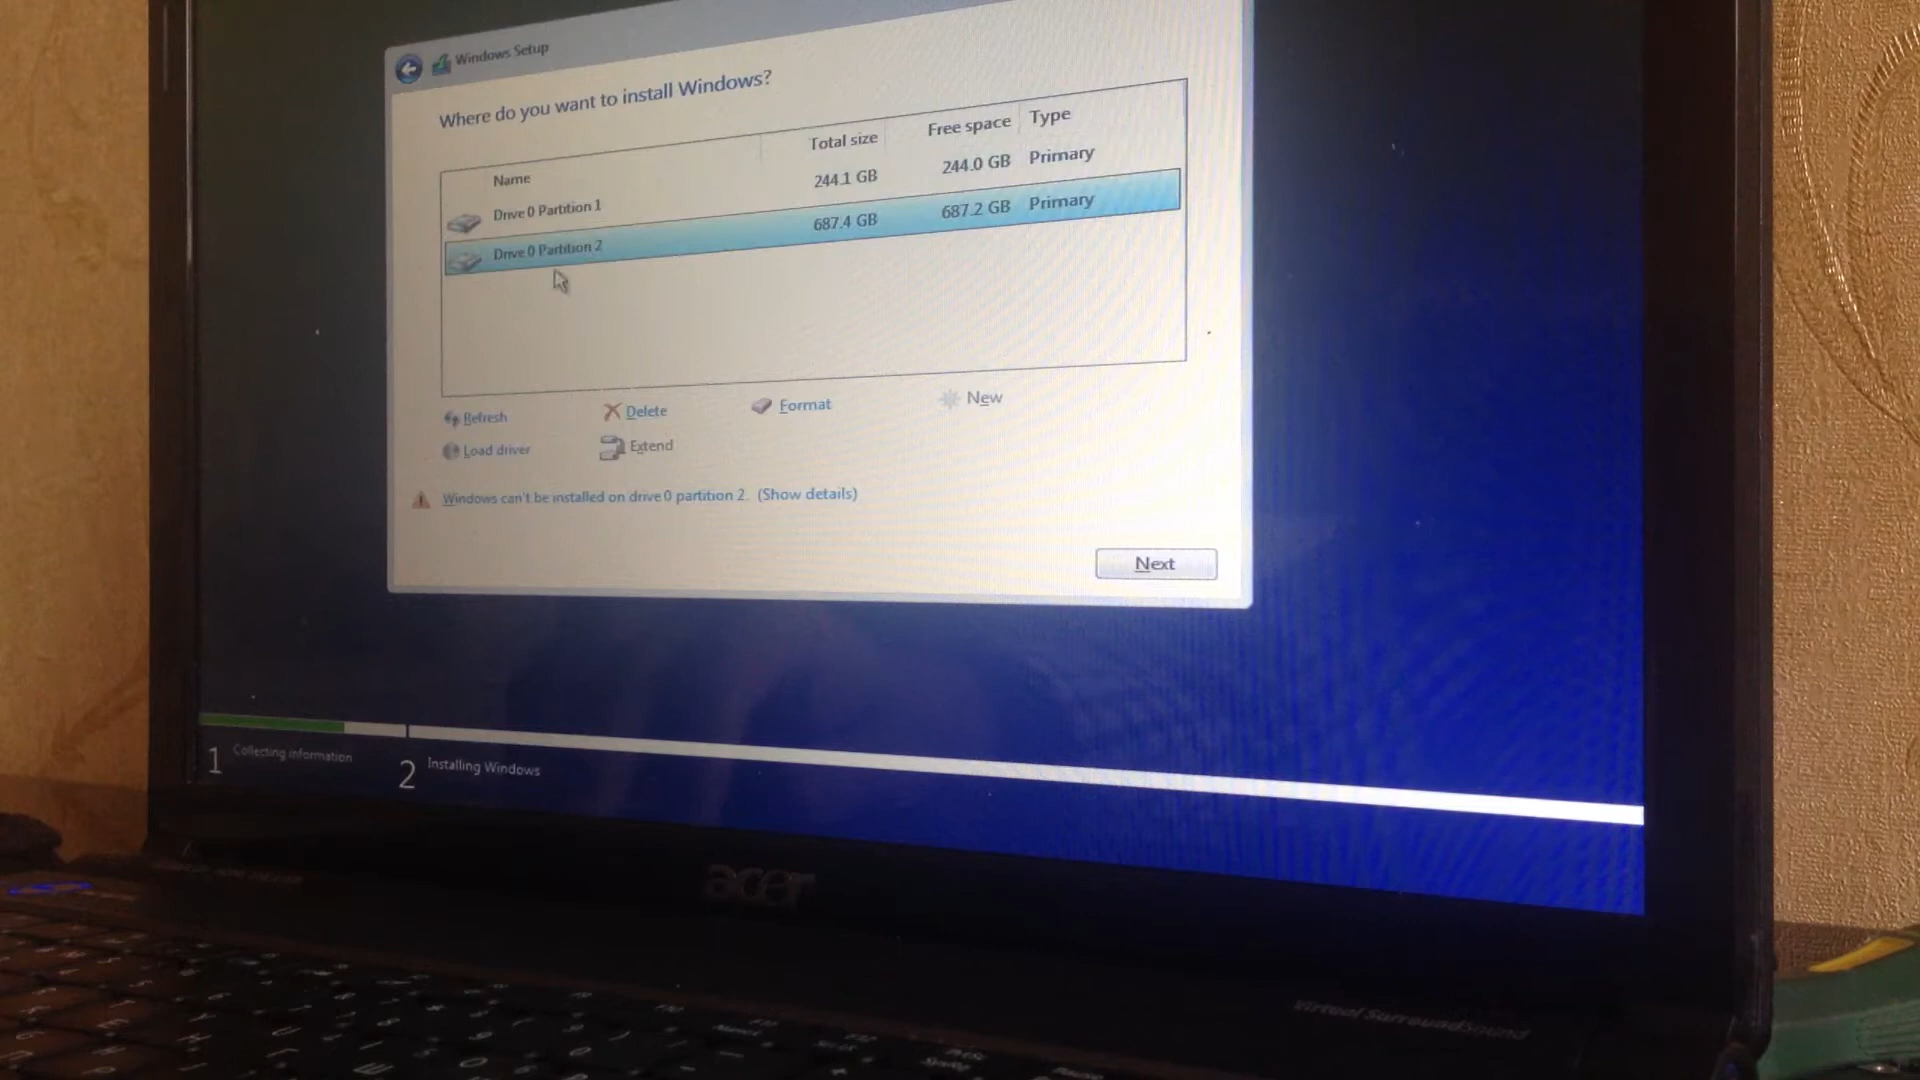 Windows Setup
Where do you want to install Windows?
Name Total size Free space Type
Drive 0 Partition 1 244.1 GB 244.0 GB Primary
Drive 0 Partition 2 687.4 GB 687.2 GB Primary
Refresh Delete Format New
Load driver Extend
Windows can't be installed on drive 0 partition 2. (Show details)
Next
1 Collecting information 2 Installing Windows
acer
Virtual SurroundSound